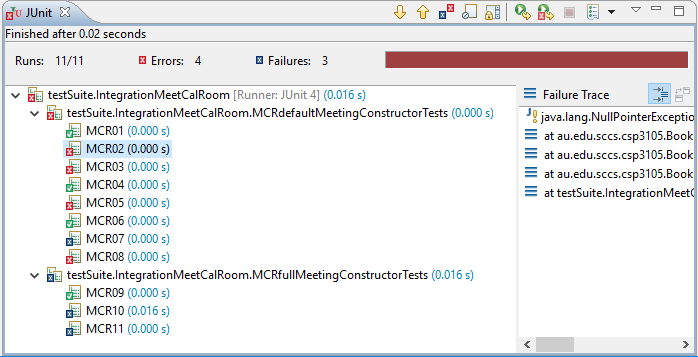 JUnit
Finished after 0.02 seconds
Runs: 11/11 Errors: 4 Failures: 3
testSuite.IntegrationMeetCalRoom [Runner: JUnit 4] (0.016 s)
testSuite.IntegrationMeetCalRoom.MCRdefaultMeetingConstructorTests (0.000 s)
MCR01 (0.000 s)
MCR02 (0.000 s)
MCR03 (0.000 s)
MCR04 (0.000 s)
MCR05 (0.000 s)
MCR06 (0.000 s)
MCR07 (0.000 s)
MCR08 (0.000 s)
testSuite.IntegrationMeetCalRoom.MCRfullMeetingConstructorTests (0.016 s)
MCR09 (0.000 s)
MCR10 (0.016 s)
MCR11 (0.000 s)
Failure Trace
java.lang.NullPointerExceptio
at au.edu.sccs.csp3105.Book
at au.edu.sccs.csp3105.Book
at au.edu.sccs.csp3105.Book
at testSuite.IntegrationMeetC